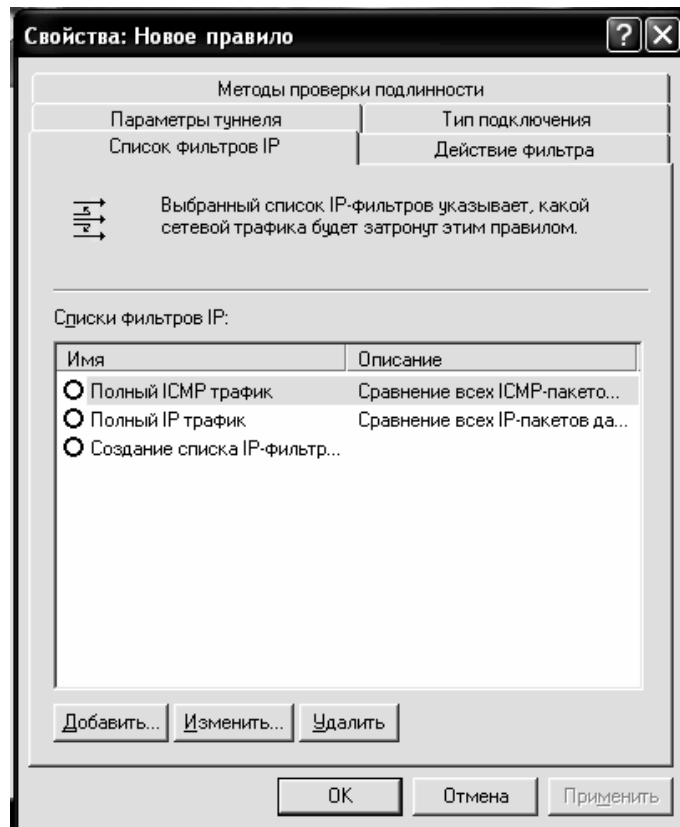 Свойства: Новое правило
Методы проверки подлинности
Параметры туннеля
Тип подключения
Список фильтров IP
Действие фильтра
Выбранный список IP-фильтров указывает, какой
сетевой трафика будет затронут этим правилом.
Списки фильтров IP:
Имя
Описание
Полный ICMP трафик
Сравнение всех ICMP-пакето...
Полный IP трафик
Сравнение всех IP-пакетов да...
Создание списка IP-фильтр...
Добавить...
Изменить...
Удалить
OK
Отмена
Применить